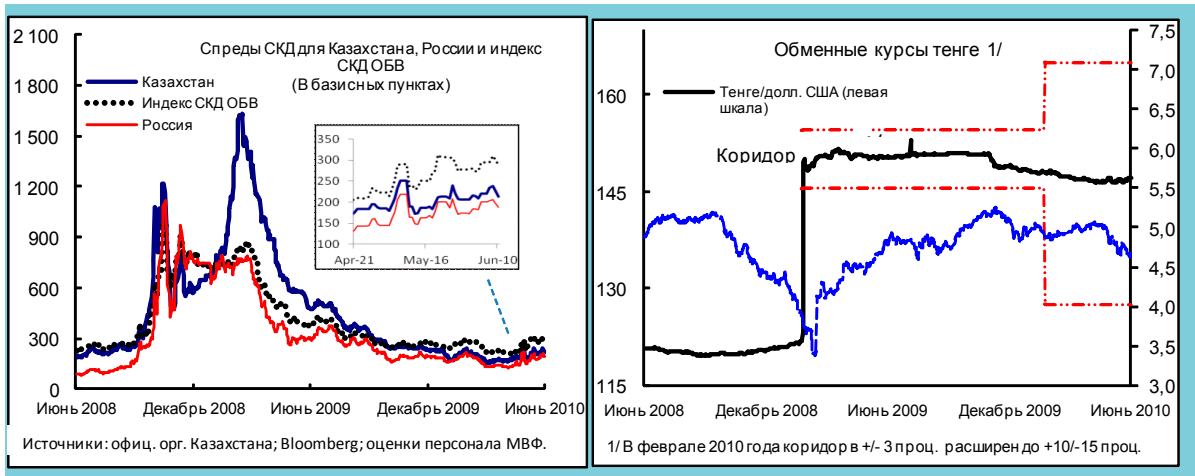 Спреды СКД для Казахстана, России и индекс
СКД ОБВ
(В базисных пунктах)
2 100
1 800
1 500
1 200
900
600
300
0
Казахстан
Индекс СКД ОБВ
Россия
350
300
250
200
150
100
Apr-21 May-16 Jun-10
Июнь 2008 Декабрь 2008 Июнь 2009 Декабрь 2009 Июнь 2010
Источники: офиц. орг. Казахстана; Bloomberg; оценки персонала МВФ.
Обменные курсы тенге 1/
160
145
130
115
Тенге/долл. США (левая
шкала)
Коридор
7,5
7,0
6,5
6,0
5,5
5,0
4,5
4,0
3,5
3,0
Июнь 2008 Декабрь 2008 Июнь 2009 Декабрь 2009 Июнь 2010
1/ В феврале 2010 года коридор в +/- 3 проц. расширен до +10/-15 проц.